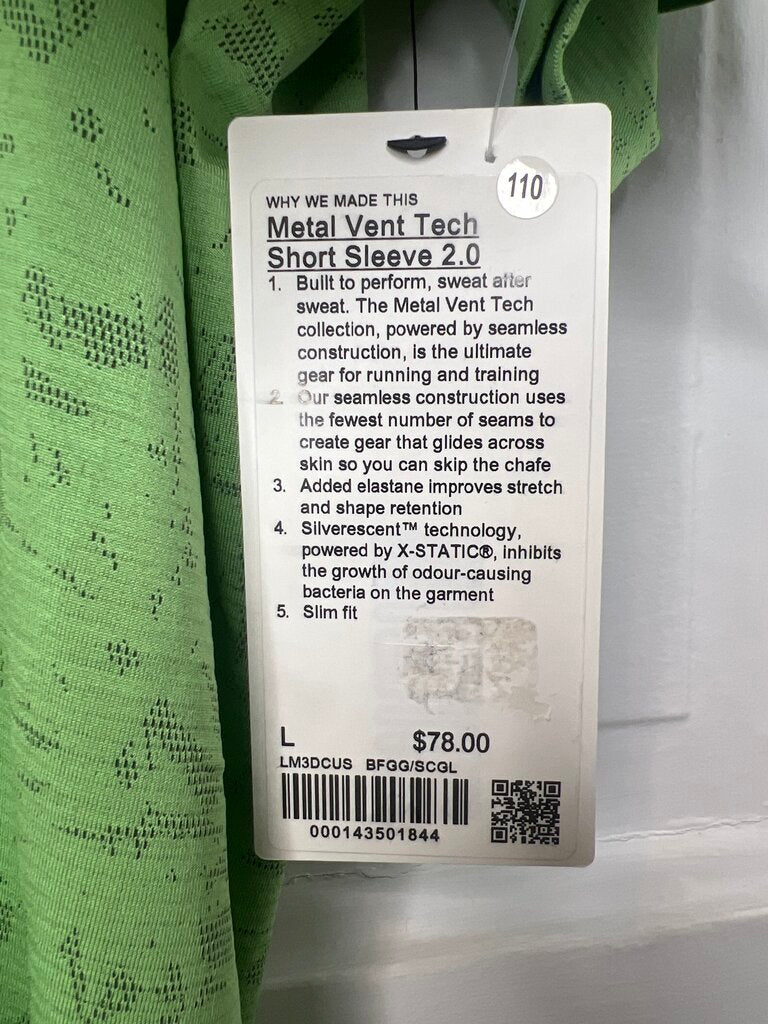 110
WHY WE MADE THIS
Metal Vent Tech
Short Sleeve 2.0
1. Built to perform, sweat after
sweat. The Metal Vent Tech
collection, powered by seamless
construction, is the ultimate
gear for running and training
2. Our seamless construction uses
the fewest number of seams to
create gear that glides across
skin so you can skip the chafe
3. Added elastane improves stretch
and shape retention
4. Silverescent™ technology,
powered by X-STATIC®, inhibits
the growth of odour-causing
bacteria on the garment
5. Slim fit
L $78.00
LM3DCUS BFGG/SCGL
000143501844